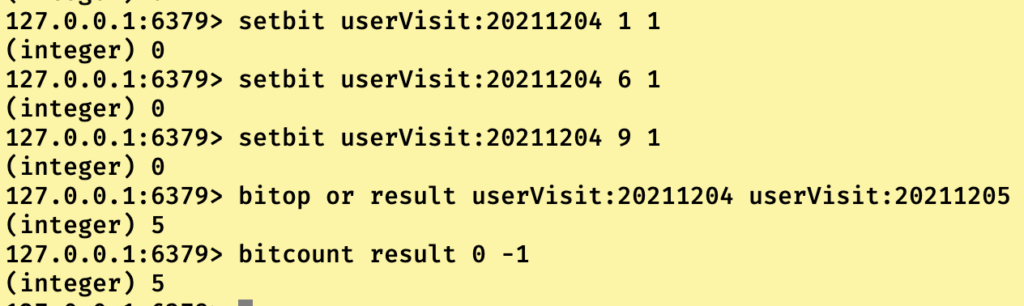 127.0.0.1:6379> setbit userVisit:20211204 1 1
(integer) 0
127.0.0.1:6379> setbit userVisit:20211204 6 1
(integer) 0
127.0.0.1:6379> setbit userVisit:20211204 9 1
(integer) 0
127.0.0.1:6379> bitop or result userVisit:20211204 userVisit:20211205
(integer) 5
127.0.0.1:6379> bitcount result 0 -1
(integer) 5